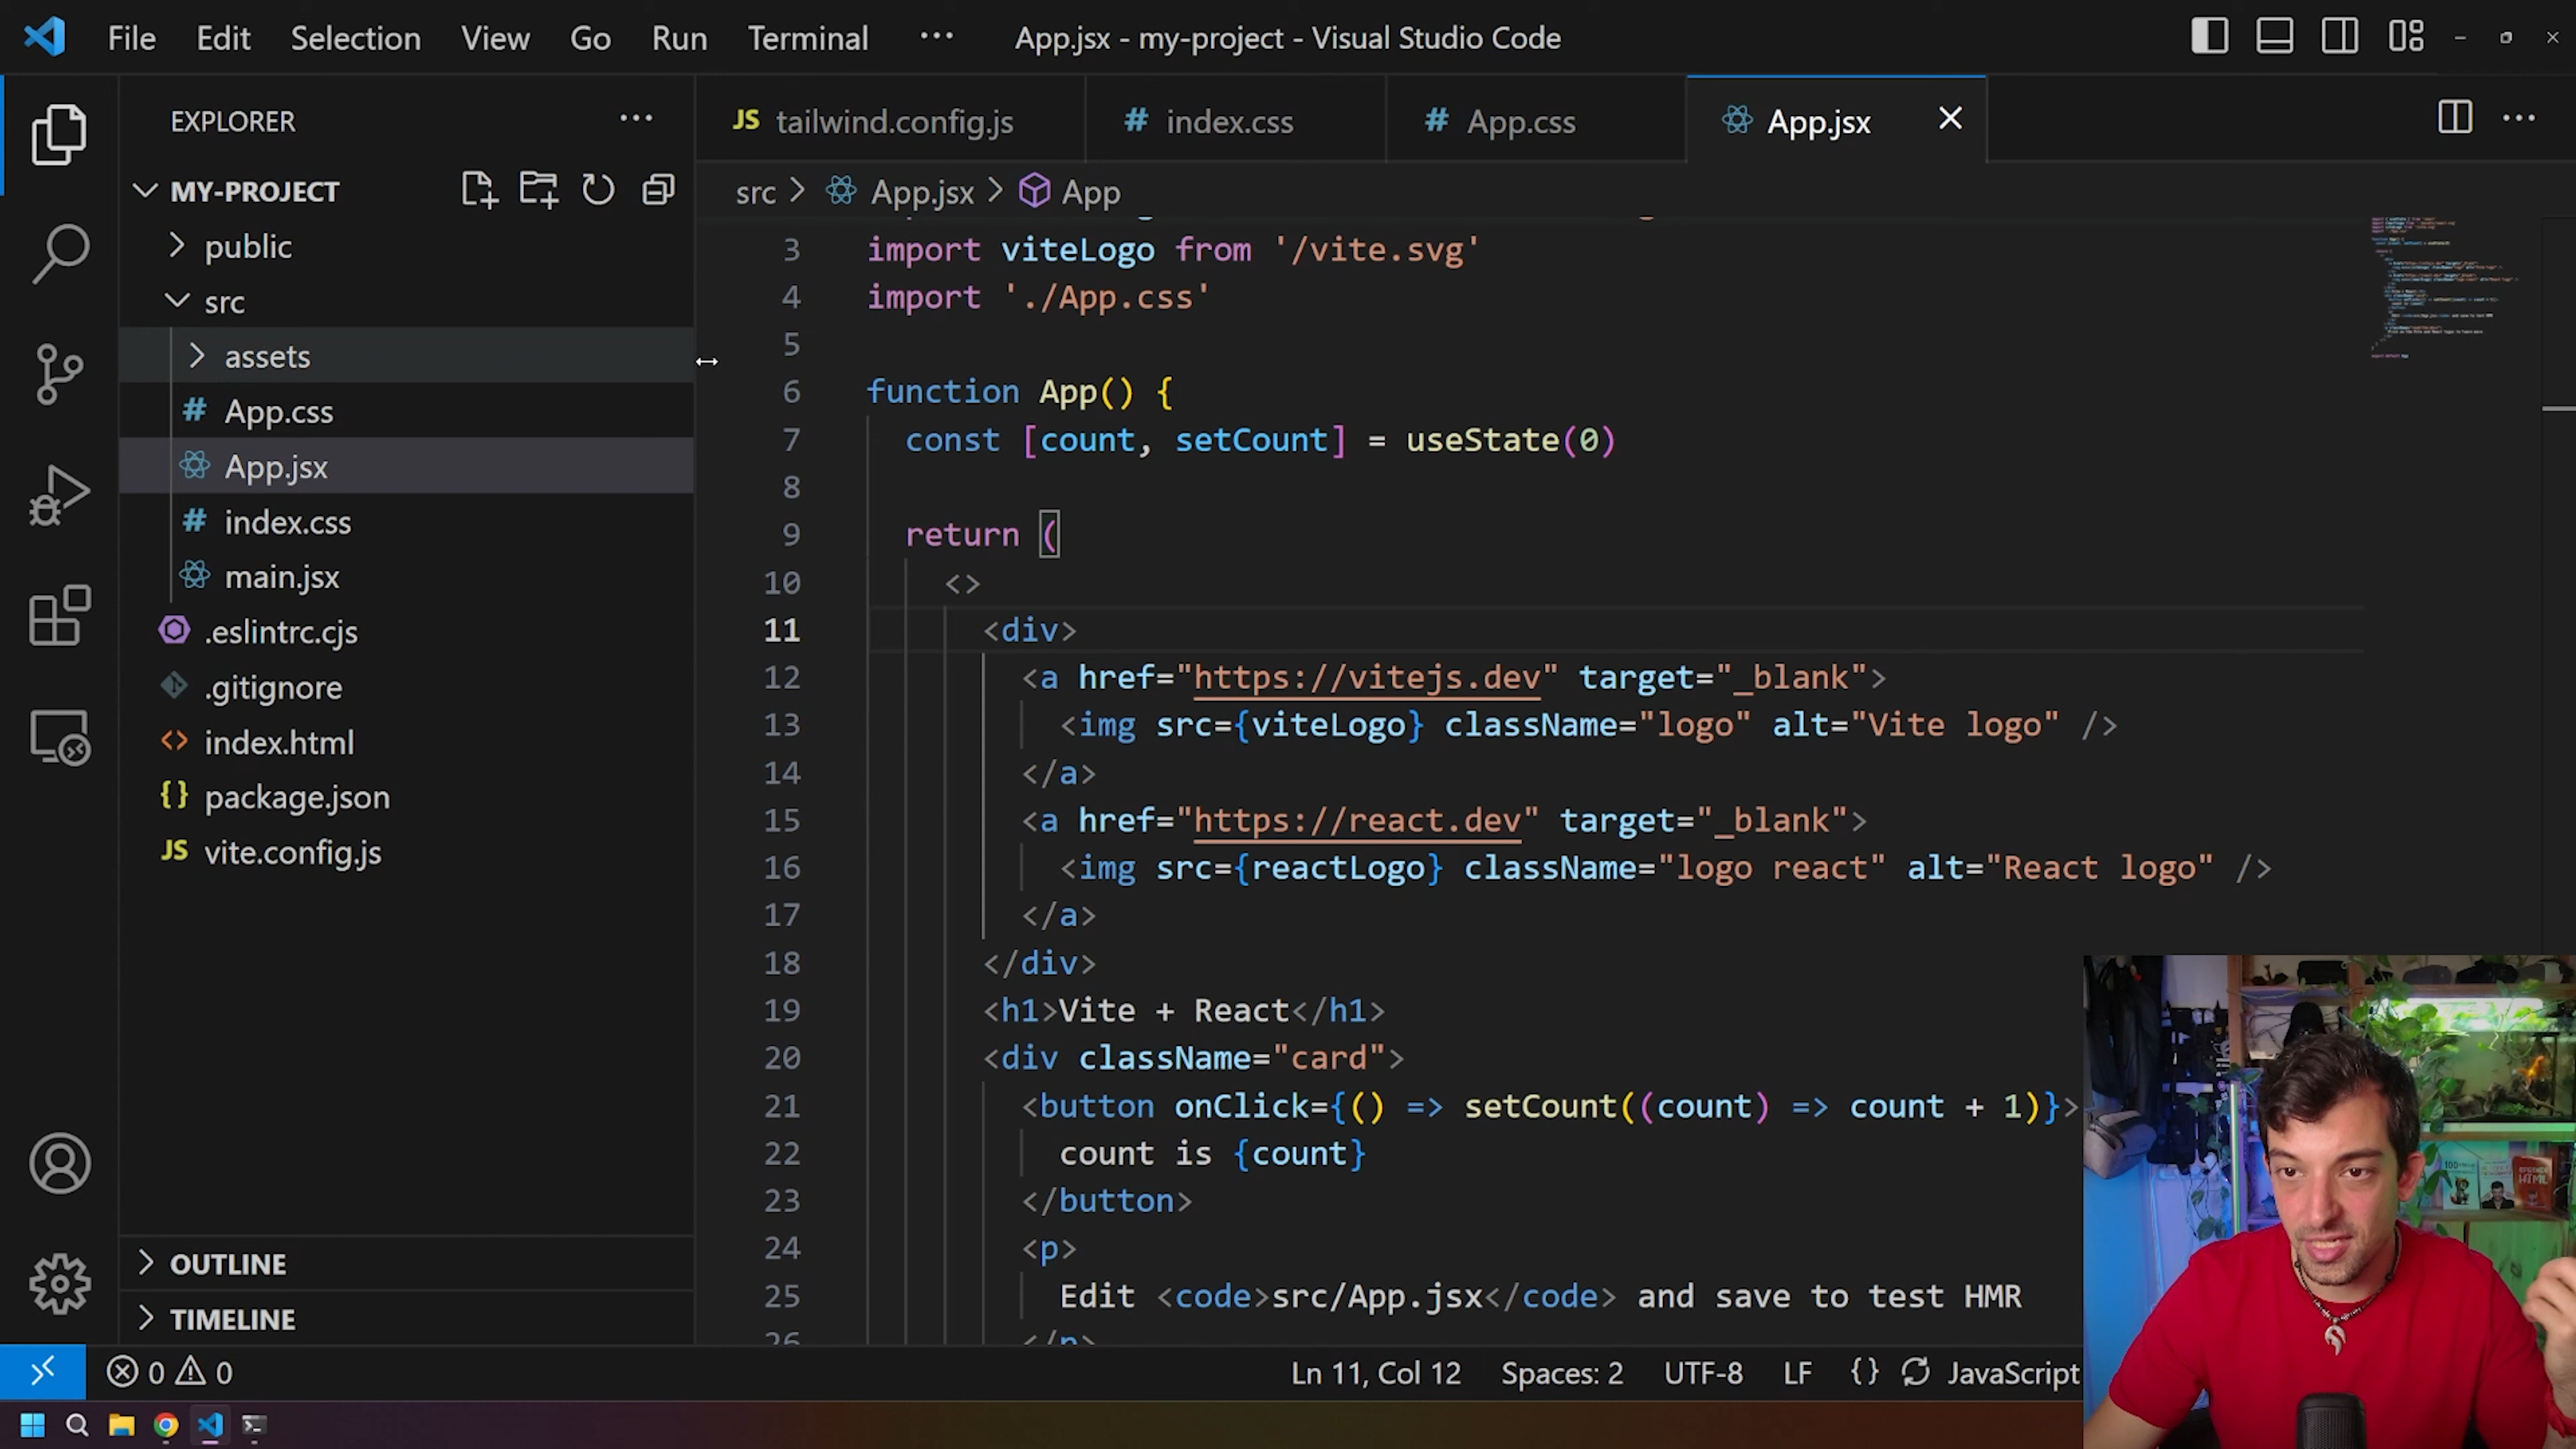 File Edit Selection View Go Run Terminal ··· App.jsx - my-project - Visual Studio Code
EXPLORER ···
MY-PROJECT
public
src
assets
# App.css
App.jsx
# index.css
main.jsx
.eslintrc.cjs
.gitignore
<> index.html
{} package.json
JS vite.config.js
OUTLINE
TIMELINE
JS tailwind.config.js # index.css # App.css App.jsx
src > App.jsx > App
3 import viteLogo from '/vite.svg'
4 import './App.css'
5
6 function App() {
7 const [count, setCount] = useState(0)
8
9 return (
10 <>
11 <div>
12 <a href="https://vitejs.dev" target="_blank">
13 <img src={viteLogo} className="logo" alt="Vite logo" />
14 </a>
15 <a href="https://react.dev" target="_blank">
16 <img src={reactLogo} className="logo react" alt="React logo" />
17 </a>
18 </div>
19 <h1>Vite + React</h1>
20 <div className="card">
21 <button onClick={() => setCount((count) => count + 1)}>
22 count is {count}
23 </button>
24 <p>
25 Edit <code>src/App.jsx</code> and save to test HMR
26 </p>
0 0 Ln 11, Col 12 Spaces: 2 UTF-8 LF {} JavaScript